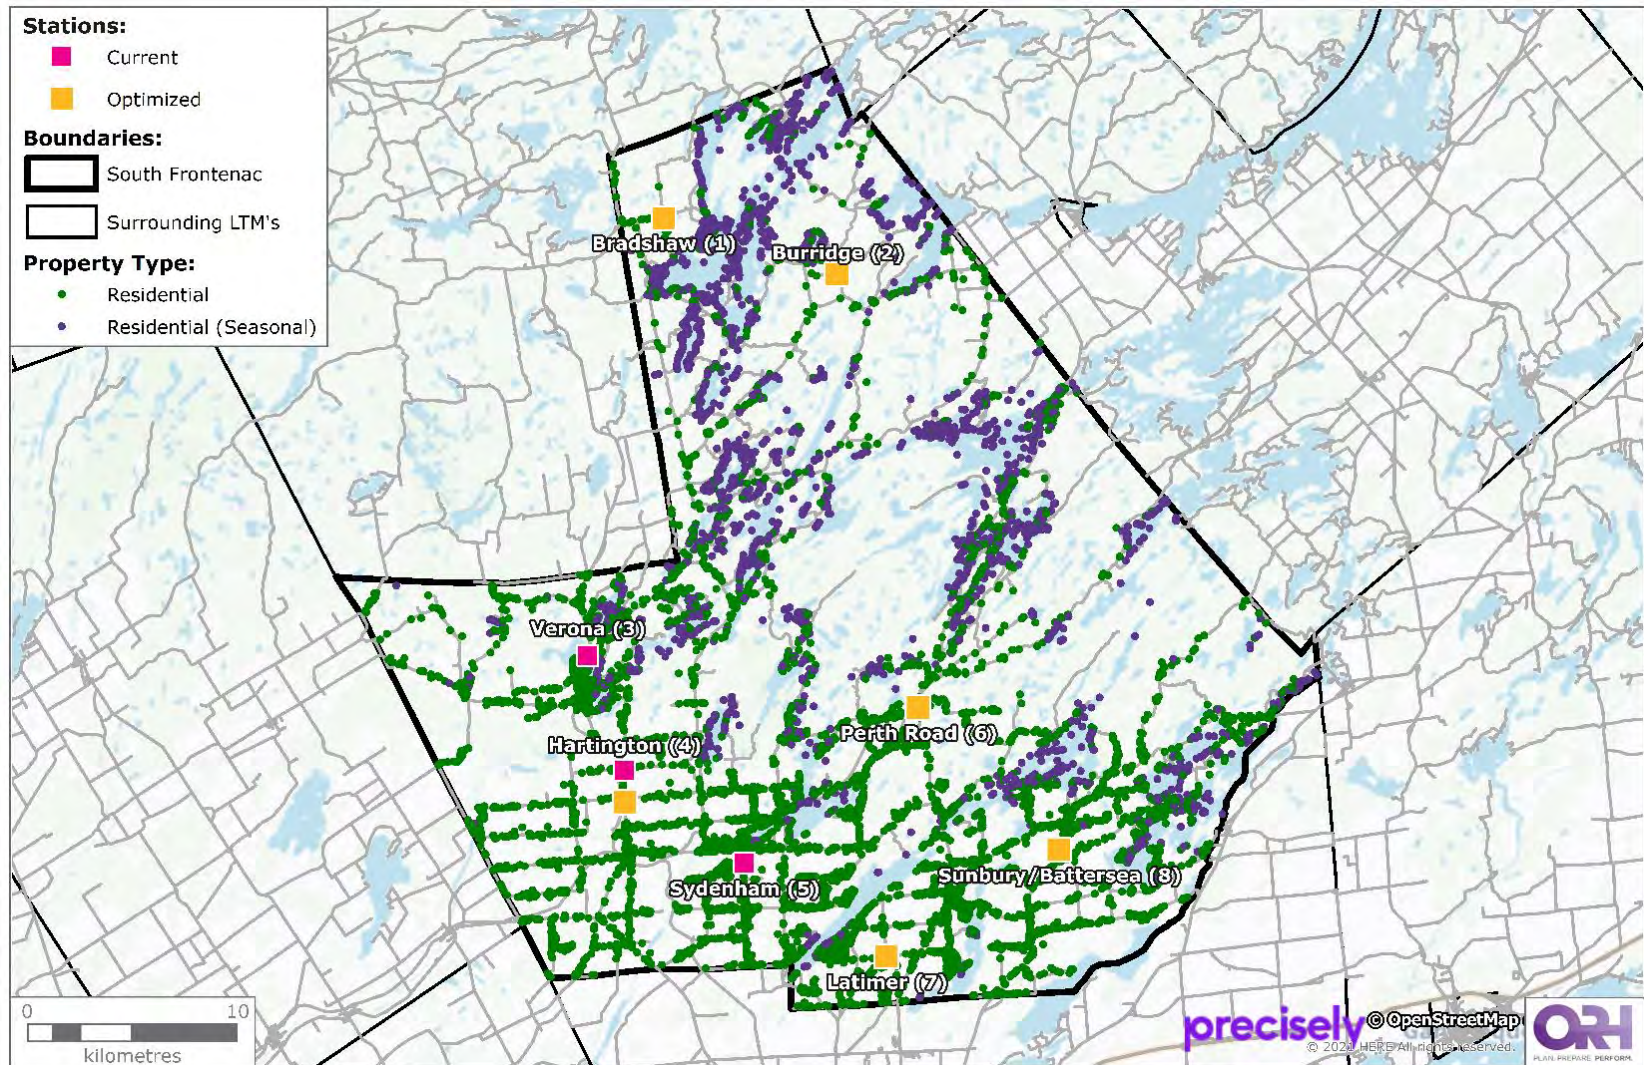 Stations:
Current
Optimized
Boundaries:
South Frontenac
Surrounding LTM's
Property Type:
Residential
Residential (Seasonal)
Bradshaw (1)
Burridge (2)
Verona (3)
Hartington (4)
Perth Road (6)
Sydenham (5)
Sunbury/Battersea (8)
Latimer (7)
0 10
kilometres
precisely
© OpenStreetMap
© 2021 HERE All rights reserved.
ORH
PLAN. PREPARE. PERFORM.